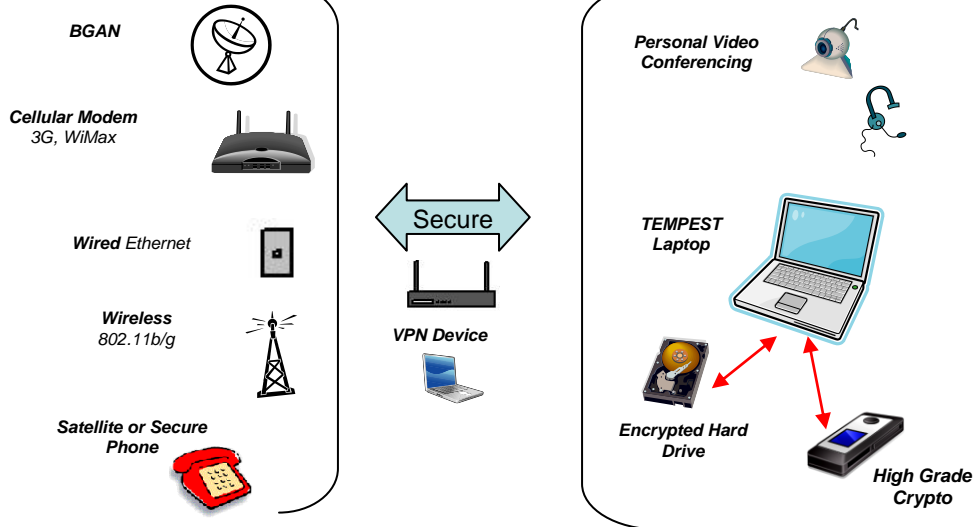 BGAN
Cellular Modem
3G, WiMax
Wired Ethernet
Wireless
802.11b/g
Satellite or Secure
Phone
Secure
VPN Device
Personal Video
Conferencing
TEMPEST
Laptop
Encrypted Hard
Drive
High Grade
Crypto